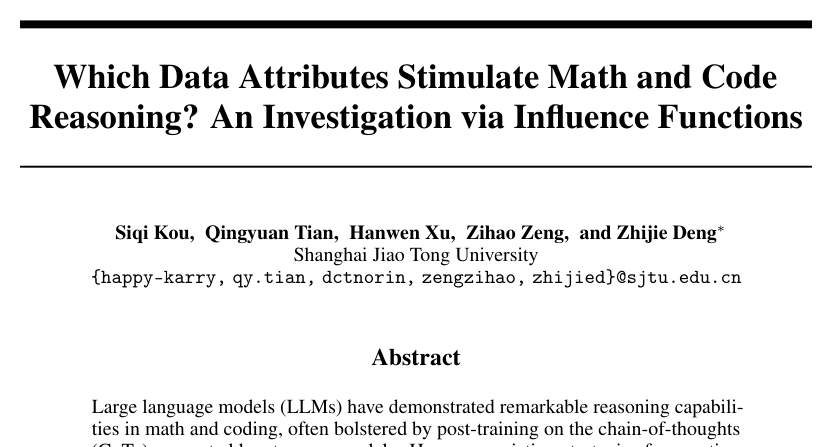 Which Data Attributes Stimulate Math and Code
Reasoning? An Investigation via Influence Functions
Siqi Kou, Qingyuan Tian, Hanwen Xu, Zihao Zeng, and Zhijie Deng*
Shanghai Jiao Tong University
{happy-karry, qy.tian, dctnorin, zengzihao, zhijied}@sjtu.edu.cn
Abstract
Large language models (LLMs) have demonstrated remarkable reasoning capabili-
ties in math and coding, often bolstered by post-training on the chain-of-thoughts